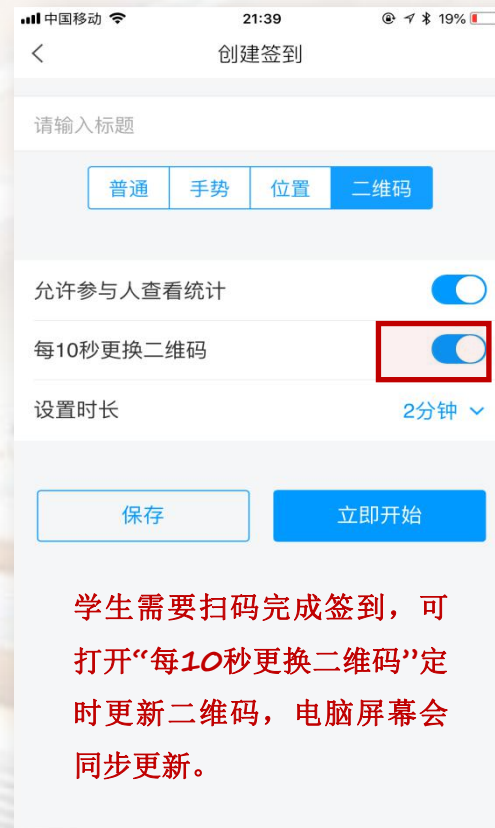 中国移动 21:39 19%
创建签到
请输入标题
普通 手势 位置 二维码
允许参与人查看统计
每10秒更换二维码
设置时长 2分钟
保存 立即开始
学生需要扫码完成签到，可
打开“每10秒更换二维码”定
时更新二维码，电脑屏幕会
同步更新。